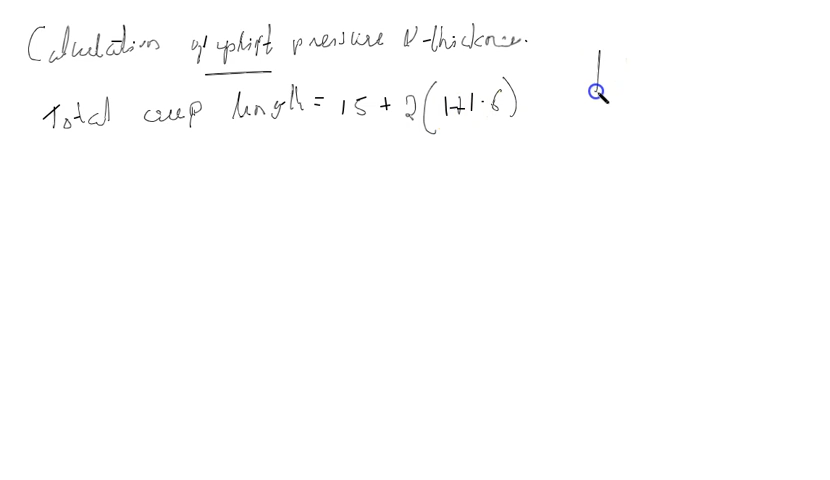 Calculation of uplift pressure & thickness.
Total creep length = 15 + 2(1+1.6)